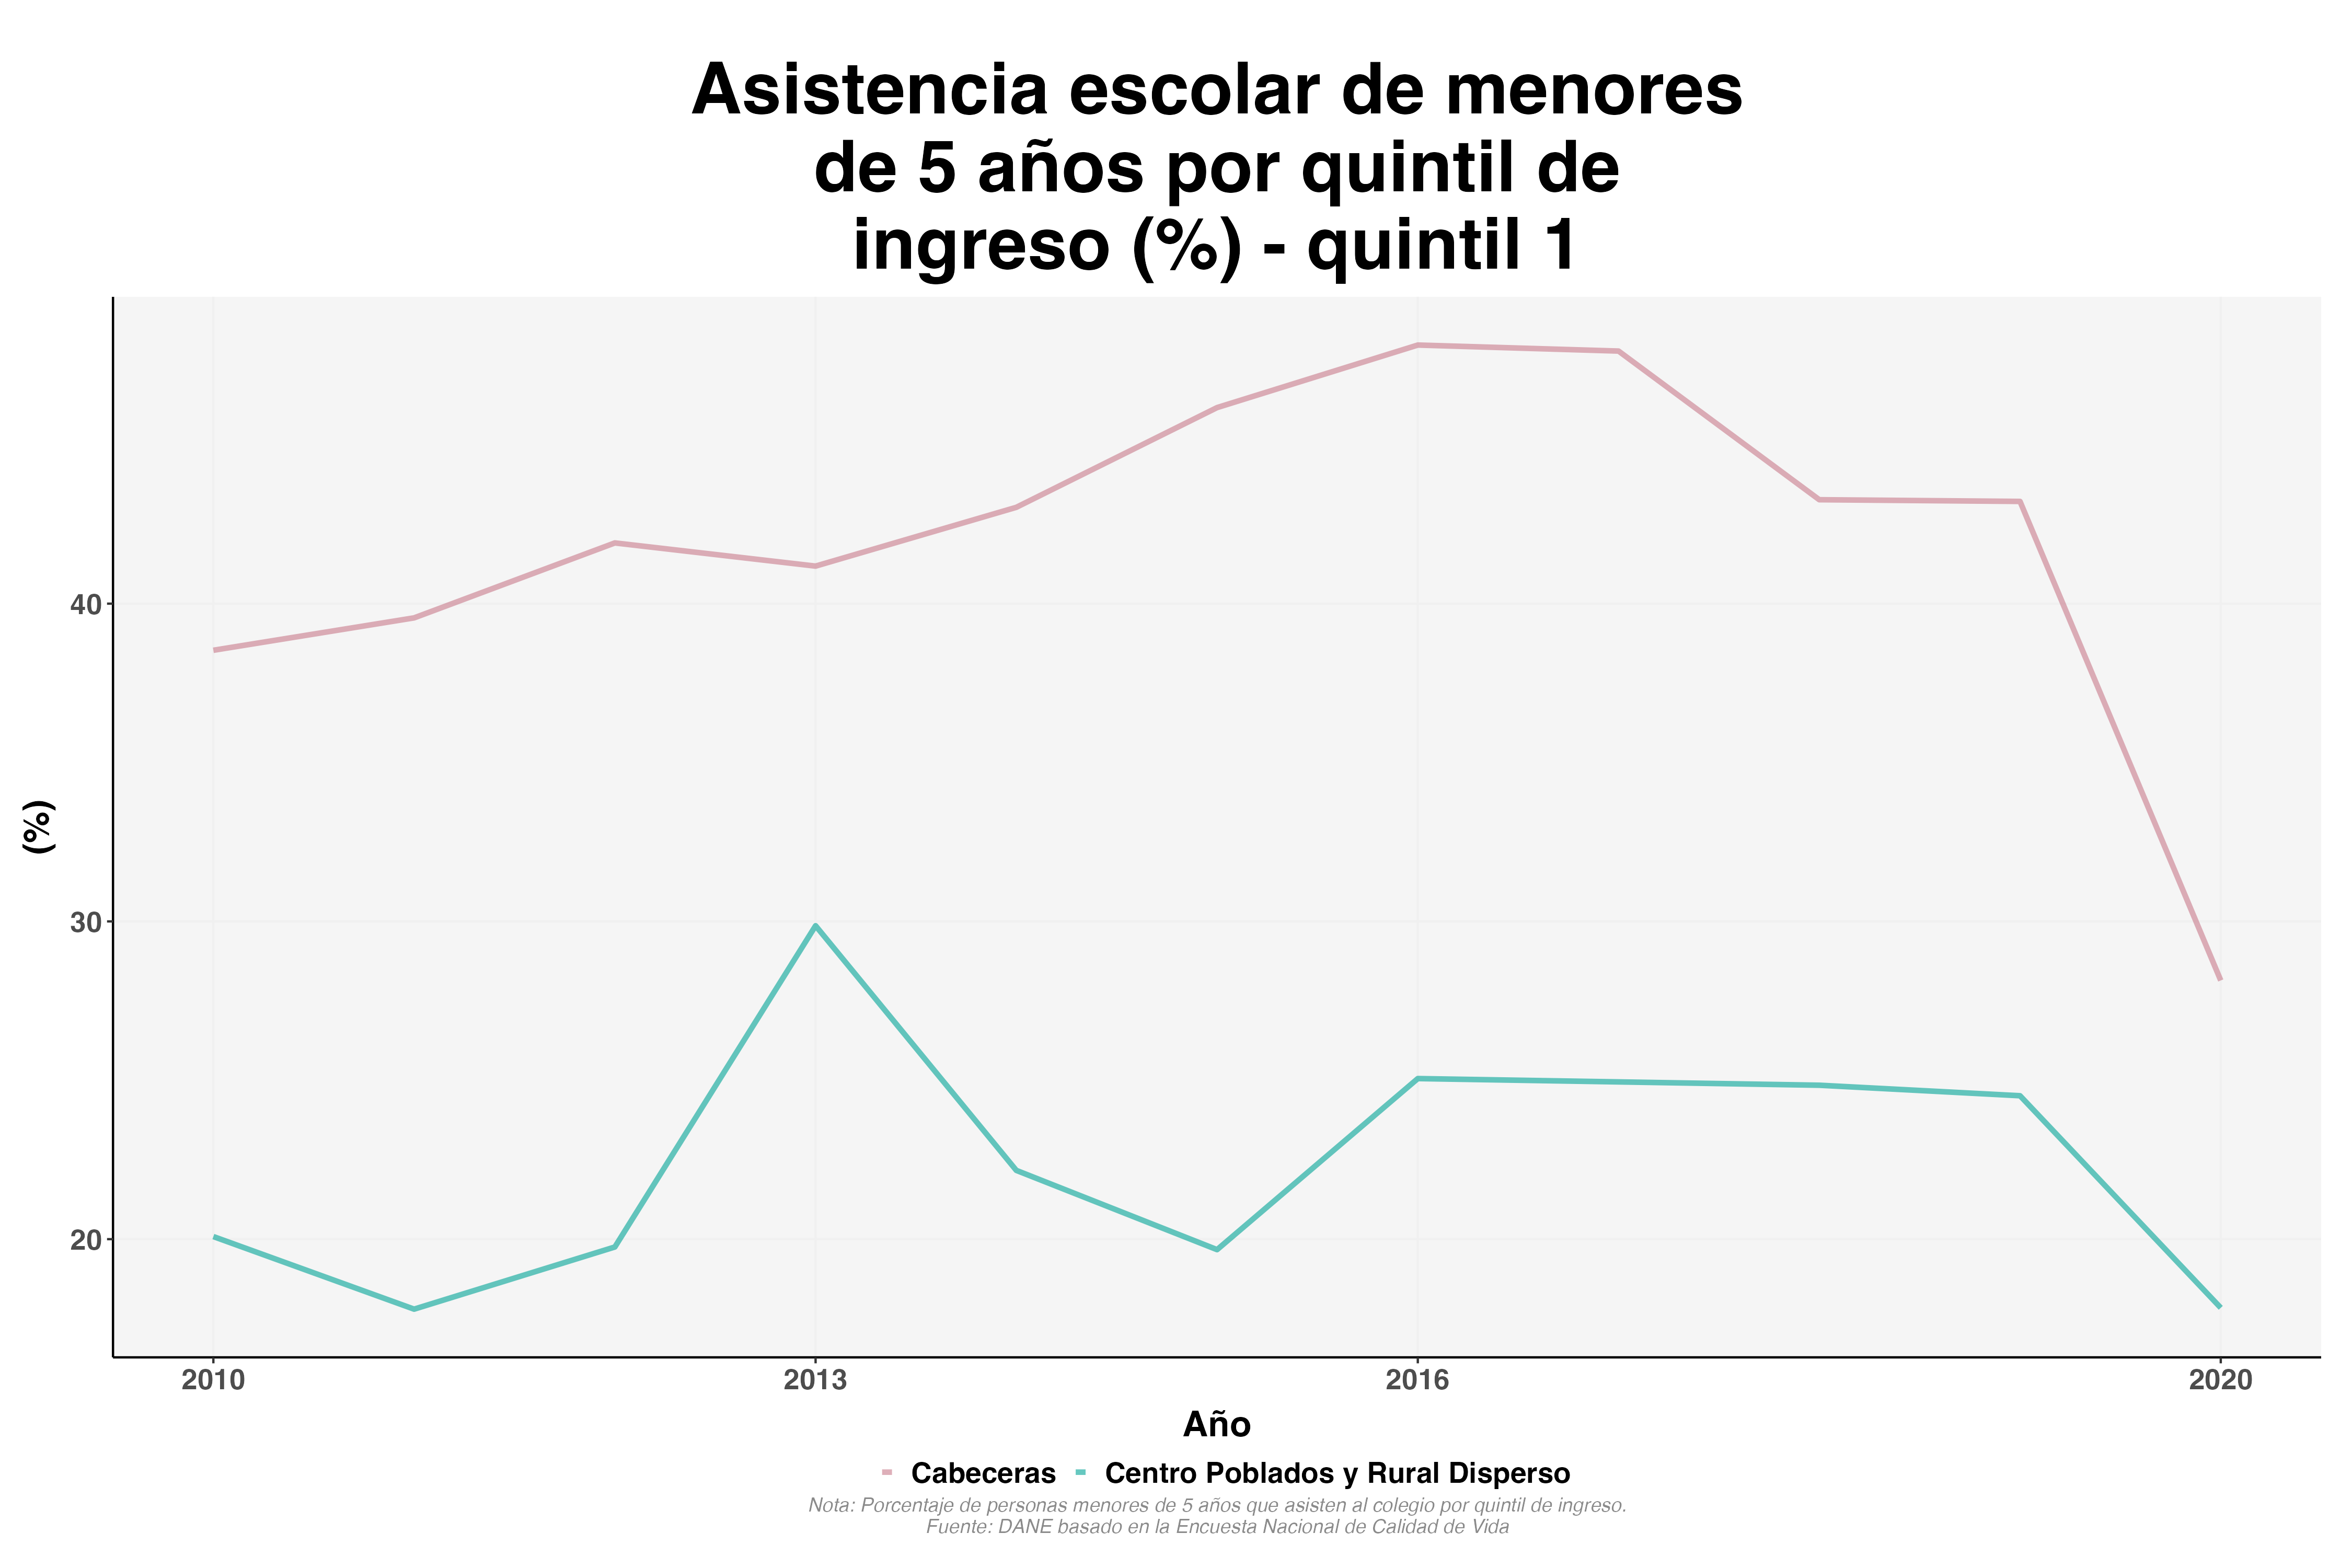 Asistencia escolar de menores
de 5 años por quintil de
ingreso (%) - quintil 1
(%)
40
30
20
2010 2013 2016 2020
Año
Cabeceras Centro Poblados y Rural Disperso
Nota: Porcentaje de personas menores de 5 años que asisten al colegio por quintil de ingreso.
Fuente: DANE basado en la Encuesta Nacional de Calidad de Vida